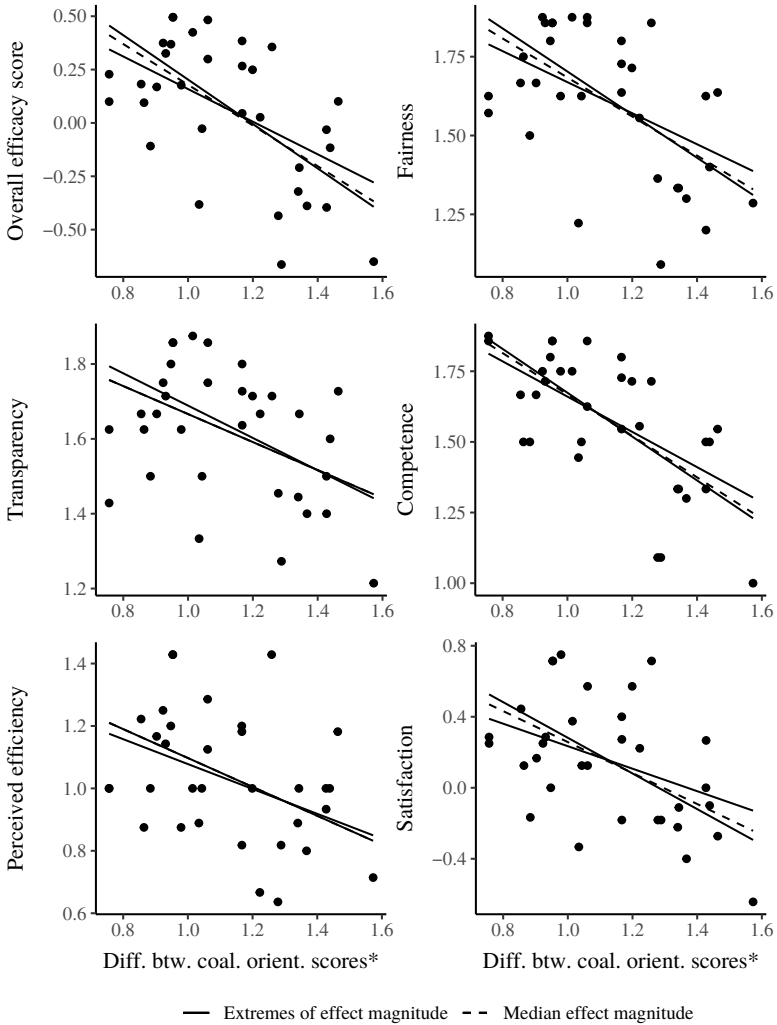 Overall efficacy score
0.50
0.25
0.00
−0.25
−0.50
0.8 1.0 1.2 1.4 1.6
Fairness
1.75
1.50
1.25
0.8 1.0 1.2 1.4 1.6
Transparency
1.8
1.6
1.4
1.2
0.8 1.0 1.2 1.4 1.6
Competence
1.75
1.50
1.25
1.00
0.8 1.0 1.2 1.4 1.6
Perceived efficiency
1.4
1.2
1.0
0.8
0.6
0.8 1.0 1.2 1.4 1.6
Diff. btw. coal. orient. scores*
Satisfaction
0.8
0.4
0.0
−0.4
0.8 1.0 1.2 1.4 1.6
Diff. btw. coal. orient. scores*
Extremes of effect magnitude Median effect magnitude